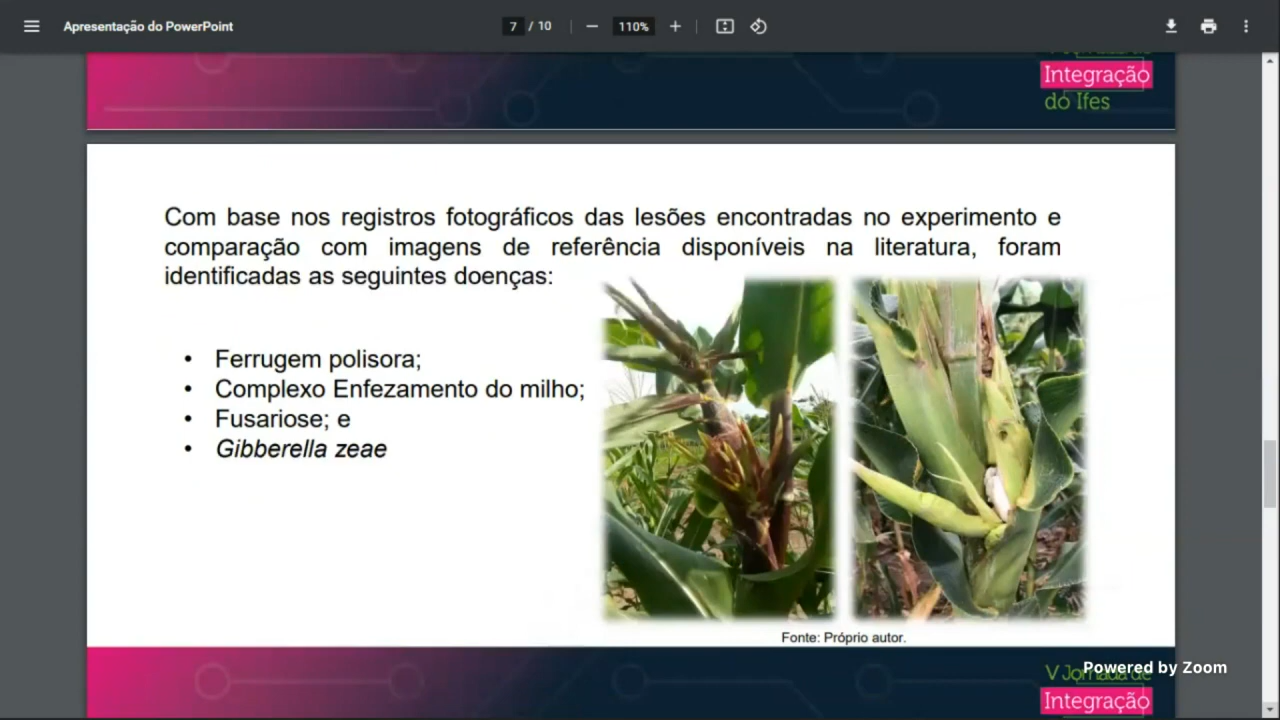 Apresentação do PowerPoint
7 / 10
110%
Integração
do Ifes
Com base nos registros fotográficos das lesões encontradas no experimento e
comparação com imagens de referência disponíveis na literatura, foram
identificadas as seguintes doenças:
• Ferrugem polisora;
• Complexo Enfezamento do milho;
• Fusariose; e
• Gibberella zeae
Fonte: Próprio autor.
V Jornada de
Powered by Zoom
Integração